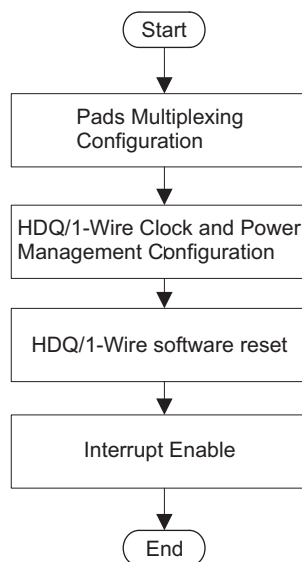 Start
Pads Multiplexing
Configuration
HDQ/1-Wire Clock and Power
Management Configuration
HDQ/1-Wire software reset
Interrupt Enable
End